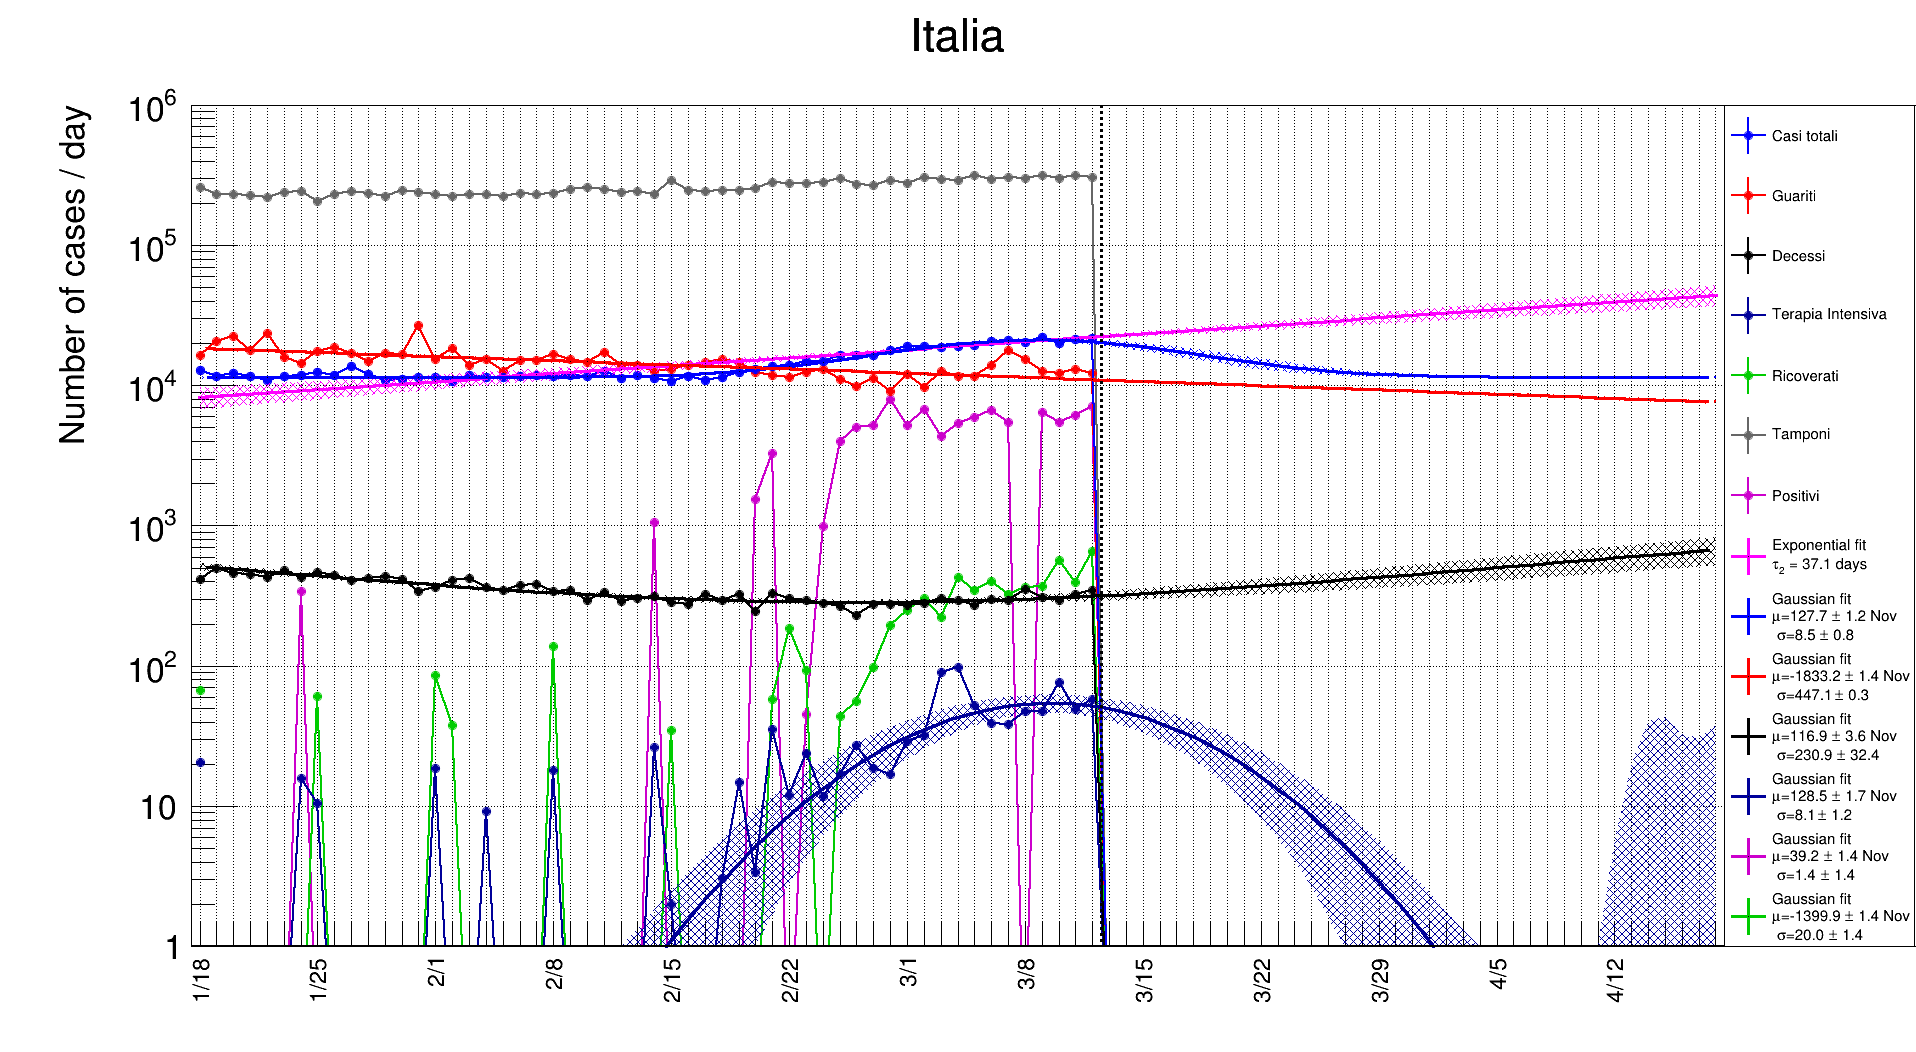 Italia
Number of cases / day
10^6
10^5
10^4
10^3
10^2
10
1
1/18
1/25
2/1
2/8
2/15
2/22
3/1
3/8
3/15
3/22
3/29
4/5
4/12
Casi totali
Guariti
Decessi
Terapia Intensiva
Ricoverati
Tamponi
Positivi
Exponential fit
τ₂ = 37.1 days
Gaussian fit
μ=127.7 ± 1.2 Nov
σ=8.5 ± 0.8
Gaussian fit
μ=-1833.2 ± 1.4 Nov
σ=447.1 ± 0.3
Gaussian fit
μ=116.9 ± 3.6 Nov
σ=230.9 ± 32.4
Gaussian fit
μ=128.5 ± 1.7 Nov
σ=8.1 ± 1.2
Gaussian fit
μ=39.2 ± 1.4 Nov
σ=1.4 ± 1.4
Gaussian fit
μ=-1399.9 ± 1.4 Nov
σ=20.0 ± 1.4